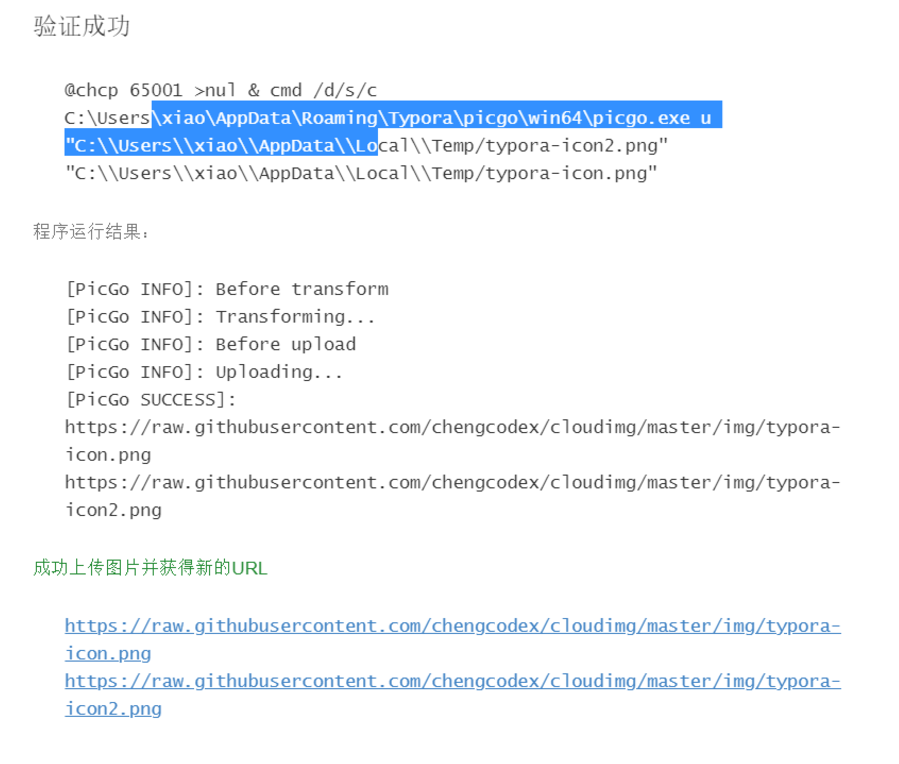 验证成功
@chcp 65001 >nul & cmd /d/s/c
C:\Users\xiao\AppData\Roaming\Typora\picgo\win64\picgo.exe u
"C:\\Users\\xiao\\AppData\\Local\\Temp/typora-icon2.png"
"C:\\Users\\xiao\\AppData\\Local\\Temp/typora-icon.png"
程序运行结果：
[PicGo INFO]: Before transform
[PicGo INFO]: Transforming...
[PicGo INFO]: Before upload
[PicGo INFO]: Uploading...
[PicGo SUCCESS]:
https://raw.githubusercontent.com/chengcodex/cloudimg/master/img/typora-
icon.png
https://raw.githubusercontent.com/chengcodex/cloudimg/master/img/typora-
icon2.png
成功上传图片并获得新的URL
https://raw.githubusercontent.com/chengcodex/cloudimg/master/img/typora-
icon.png
https://raw.githubusercontent.com/chengcodex/cloudimg/master/img/typora-
icon2.png